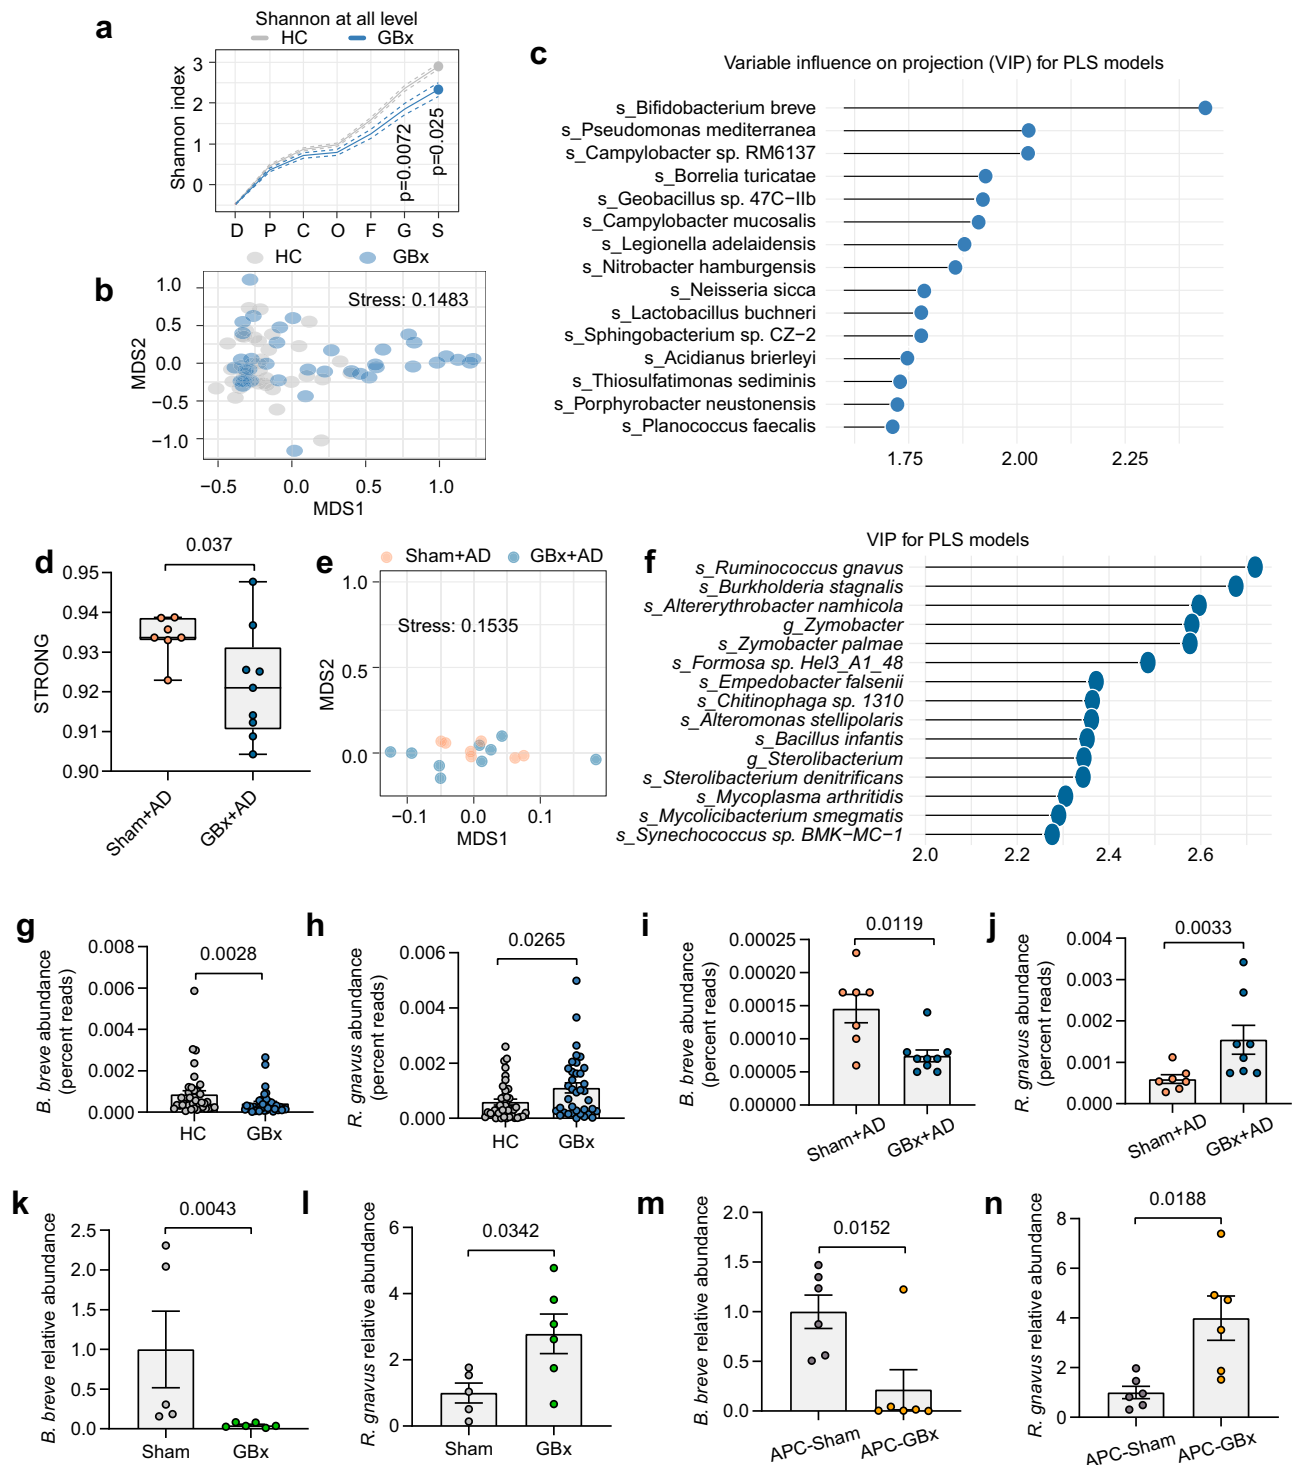 a
Shannon at all level
HC
GBx
Shannon index
3
2
1
0
p=0.0072
p=0.025
D P C O F G S
b
HC
GBx
MDS2
1.0
0.5
0.0
−0.5
−1.0
Stress: 0.1483
−0.5 0.0 0.5 1.0
MDS1
c
Variable influence on projection (VIP) for PLS models
s_Bifidobacterium breve
s_Pseudomonas mediterranea
s_Campylobacter sp. RM6137
s_Borrelia turicatae
s_Geobacillus sp. 47C−IIb
s_Campylobacter mucosalis
s_Legionella adelaidensis
s_Nitrobacter hamburgensis
s_Neisseria sicca
s_Lactobacillus buchneri
s_Sphingobacterium sp. CZ−2
s_Acidianus brierleyi
s_Thiosulfatimonas sediminis
s_Porphyrobacter neustonensis
s_Planococcus faecalis
1.75 2.00 2.25
d
0.037
STRONG
0.95
0.94
0.93
0.92
0.91
0.90
Sham+AD
GBx+AD
e
Sham+AD
GBx+AD
MDS2
1.0
0.5
0.0
Stress: 0.1535
−0.1 0.0 0.1
MDS1
f
VIP for PLS models
s_Ruminococcus gnavus
s_Burkholderia stagnalis
s_Altererythrobacter namhicola
g_Zymobacter
s_Zymobacter palmae
s_Formosa sp. Hel3_A1_48
s_Empedobacter falsenii
s_Chitinophaga sp. 1310
s_Alteromonas stellipolaris
s_Bacillus infantis
g_Sterolibacterium
s_Sterolibacterium denitrificans
s_Mycoplasma arthritidis
s_Mycolicibacterium smegmatis
s_Synechococcus sp. BMK−MC−1
2.0 2.2 2.4 2.6
g
B. breve abundance
(percent reads)
0.008
0.006
0.004
0.002
0.000
0.0028
HC
GBx
h
R. gnavus abundance
(percent reads)
0.006
0.004
0.002
0.000
0.0265
HC
GBx
i
B. breve abundance
(percent reads)
0.00025
0.00020
0.00015
0.00010
0.00005
0.00000
0.0119
Sham+AD
GBx+AD
j
R. gnavus abundance
(percent reads)
0.004
0.003
0.002
0.001
0.000
0.0033
Sham+AD
GBx+AD
k
B. breve relative abundance
2.5
2.0
1.5
1.0
0.5
0.0
0.0043
Sham
GBx
l
R. gnavus relative abundance
6
4
2
0
0.0342
Sham
GBx
m
B. breve relative abundance
2.0
1.5
1.0
0.5
0.0
0.0152
APC-Sham
APC-GBx
n
R. gnavus relative abundance
8
6
4
2
0
0.0188
APC-Sham
APC-GBx